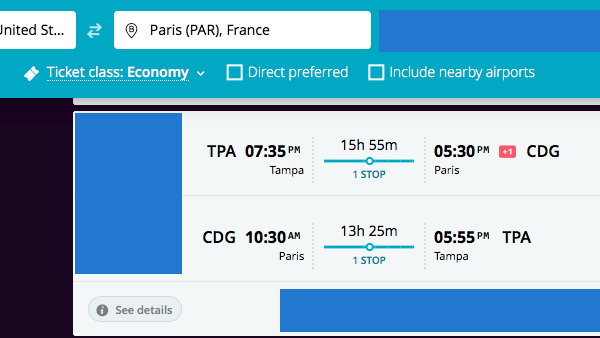 United St...
Paris (PAR), France
Ticket class: Economy
Direct preferred
Include nearby airports
TPA 07:35 PM
Tampa
15h 55m
1 STOP
05:30 PM +1 CDG
Paris
CDG 10:30 AM
Paris
13h 25m
1 STOP
05:55 PM TPA
Tampa
See details